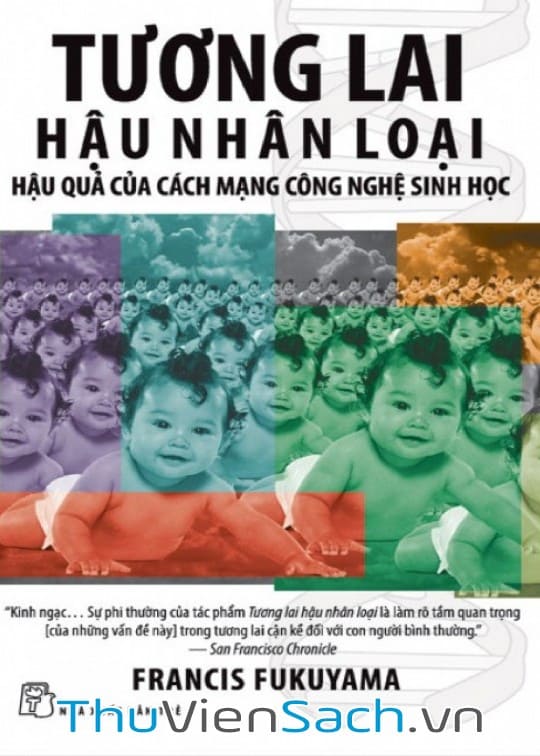 TƯƠNG LAI
HẬU NHÂN LOẠI
HẬU QUẢ CỦA CÁCH MẠNG CÔNG NGHỆ SINH HỌC
“Kinh ngạc… Sự phi thường của tác phẩm Tương lai hậu nhân loại là làm rõ tầm quan trọng
[của những vấn đề này] trong tương lai cận kề đối với con người bình thường.”
— San Francisco Chronicle
FRANCIS FUKUYAMA
ThuVienSach.vn